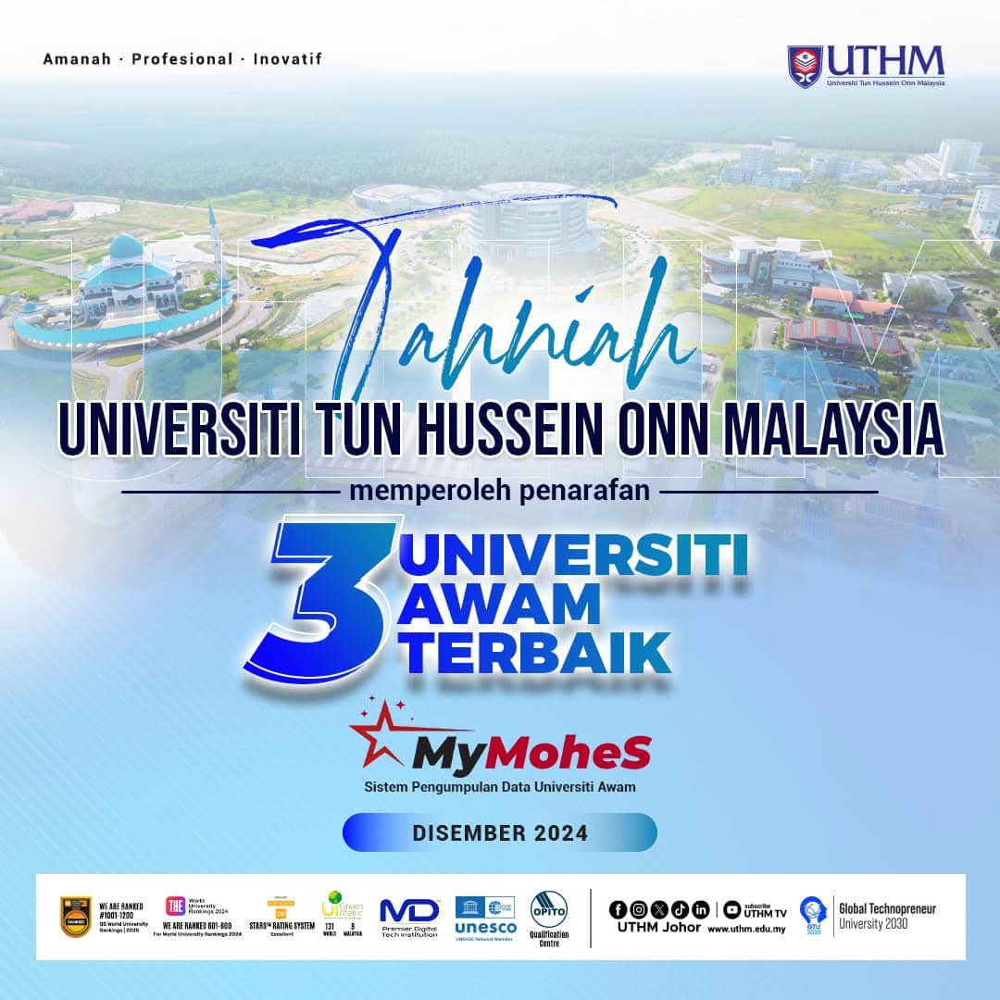 Amanah · Profesional · Inovatif
UTHM
Universiti Tun Hussein Onn Malaysia
UTHM
Tahniah
UNIVERSITI TUN HUSSEIN ONN MALAYSIA
memperoleh penarafan
3 UNIVERSITI
AWAM
TERBAIK
MyMoheS
Sistem Pengumpulan Data Universiti Awam
DISEMBER 2024
WE ARE RANKED
#1001-1200
QS World University
Rankings | 2025
THE World
University
Rankings 2024
WE ARE RANKED 601-800
For World University Rankings 2024
STARS™ RATING SYSTEM
Excellent
UI Green
Metric
131 8
WORLD MALAYSIA
MD
Premier Digital
Tech Institution
unesco
UNEVOC Network Member
OPITO
Qualification
Centre
UTHM Johor
subscribe
UTHM TV
www.uthm.edu.my
GTU
2030
Global Technopreneur
University 2030